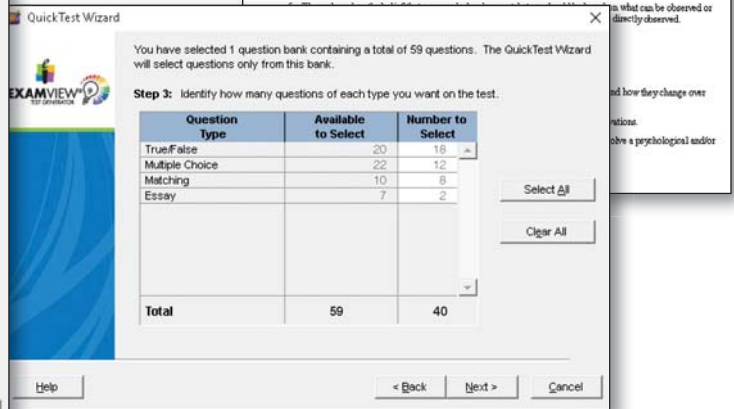 QuickTest Wizard
n what can be observed or
directly observed.
You have selected 1 question bank containing a total of 59 questions. The QuickTest Wizard
will select questions only from this bank.
EXAMVIEW
TEST GENERATOR
Step 3: Identify how many questions of each type you want on the test.
nd how they change over
Question Type Available to Select Number to Select
True/False 20 18
vations.
Multiple Choice 22 12
olve a psychological and/or
Matching 10 8
Essay 7 2
Select All
Clear All
Total 59 40
Help < Back Next > Cancel